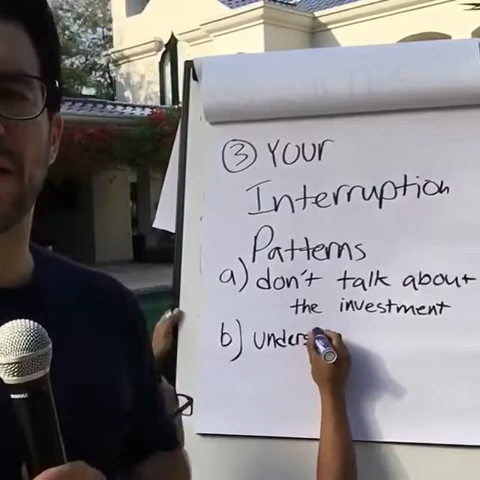 ③ Your
Interruption
Patterns
a) don't talk about
the investment
b) Unders